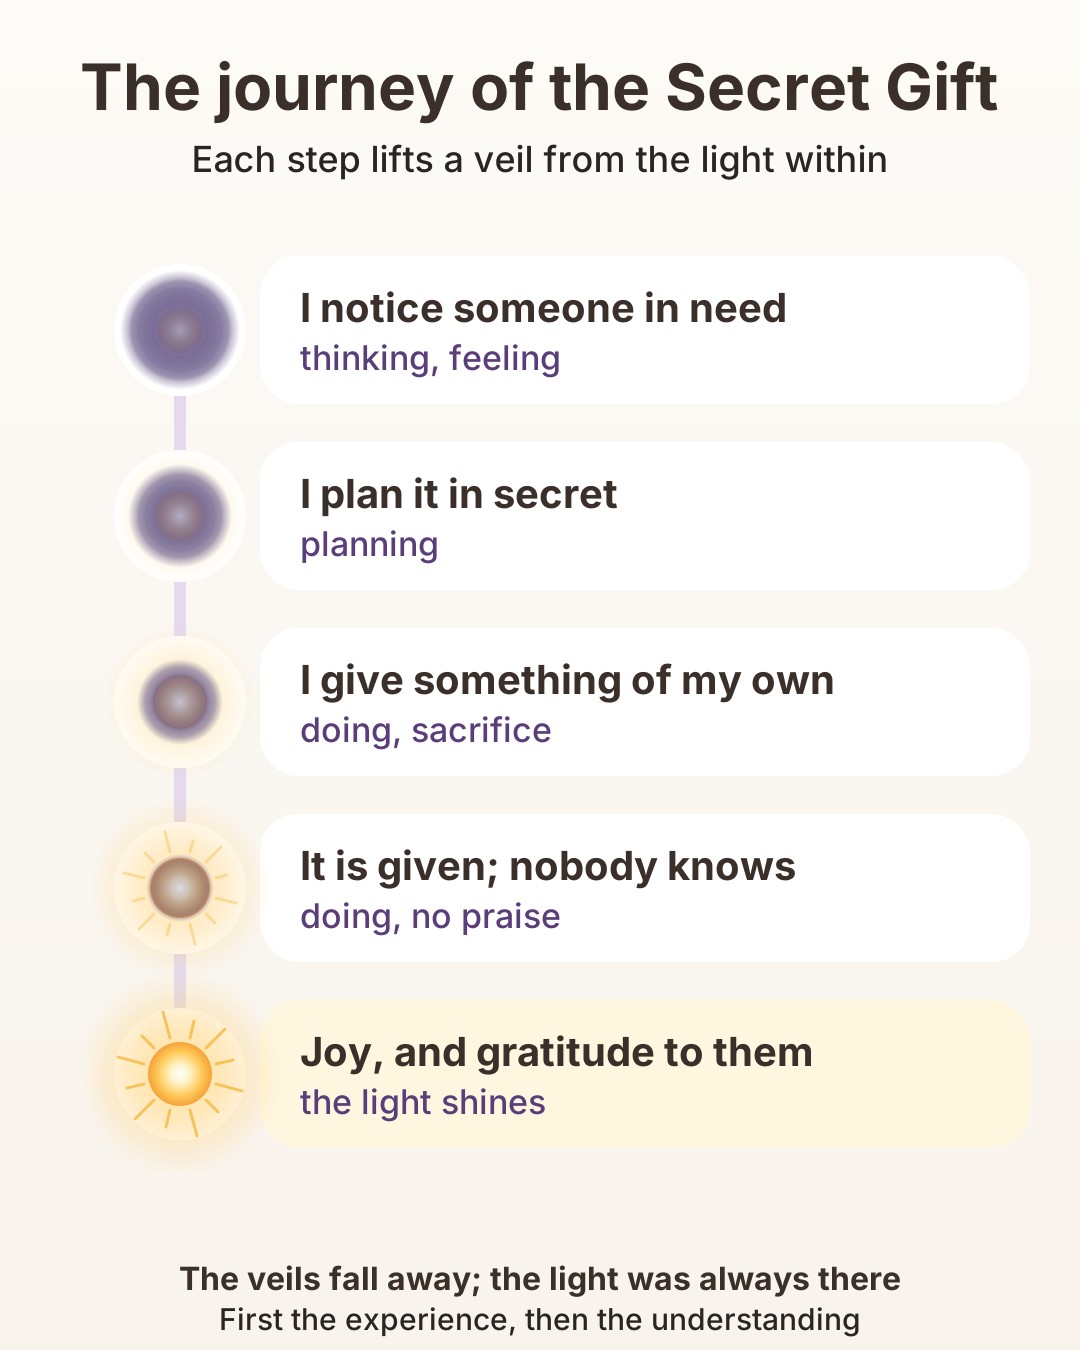 The journey of the Secret Gift
Each step lifts a veil from the light within
I notice someone in need
thinking, feeling
I plan it in secret
planning
I give something of my own
doing, sacrifice
It is given; nobody knows
doing, no praise
Joy, and gratitude to them
the light shines
The veils fall away; the light was always there
First the experience, then the understanding